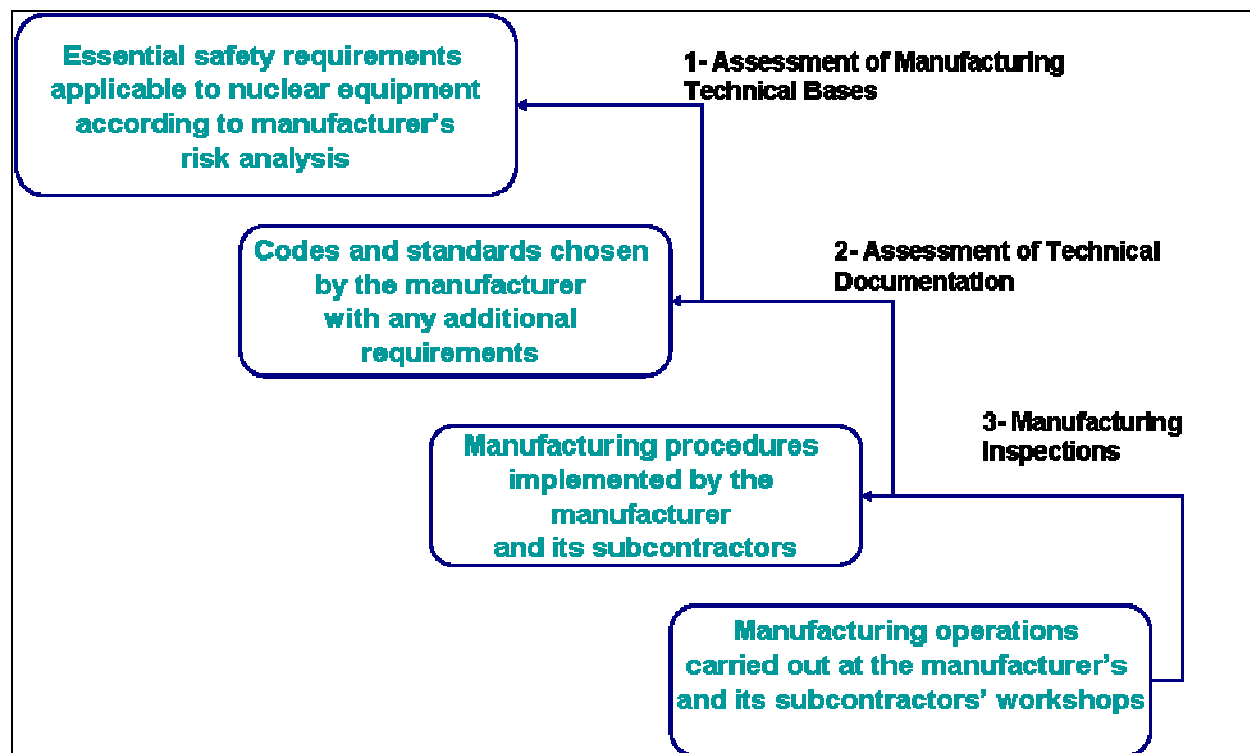 Essential safety requirements
applicable to nuclear equipment
according to manufacturer's
risk analysis
1- Assessment of Manufacturing
Technical Bases
Codes and standards chosen
by the manufacturer
with any additional
requirements
2- Assessment of Technical
Documentation
Manufacturing procedures
implemented by the
manufacturer
and its subcontractors
3- Manufacturing
Inspections
Manufacturing operations
carried out at the manufacturer's
and its subcontractors' workshops